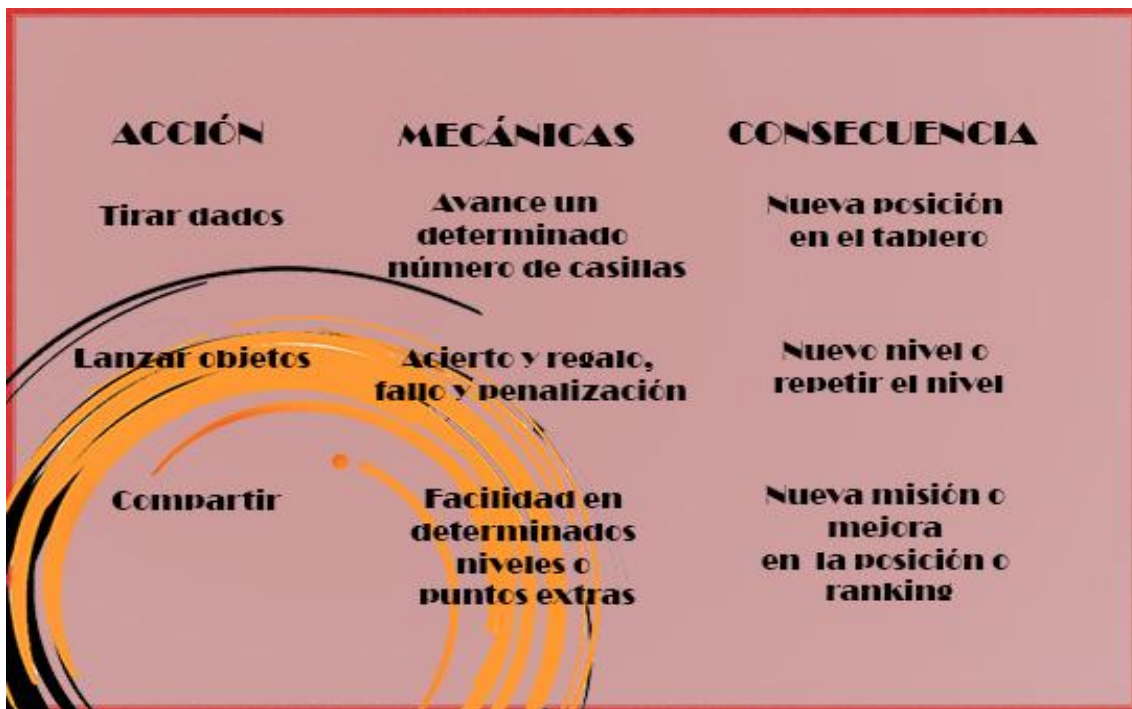 ACCIÓN MECÁNICAS CONSECUENCIA
Tirar dados
Avance un
determinado
número de casillas
Nueva posición
en el tablero
Lanzar objetos
Acierto y regalo,
fallo y penalización
Nuevo nivel o
repetir el nivel
Compartir
Facilidad en
determinados
niveles o
puntos extras
Nueva misión o
mejora
en la posición o
ranking